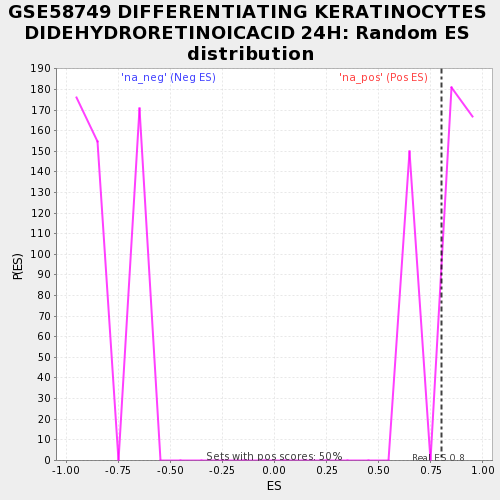 GSE58749 DIFFERENTIATING KERATINOCYTES
DIDEHYDRORETINOICACID 24H: Random ES
distribution
'na_neg' (Neg ES)
'na_pos' (Pos ES)
190
180
170
160
150
140
130
120
110
100
90
80
70
60
50
40
30
20
10
0
P(ES)
Sets with pos scores: 50%
Real ES 0.8
-1.00 -0.75 -0.50 -0.25 0.00 0.25 0.50 0.75 1.00
ES